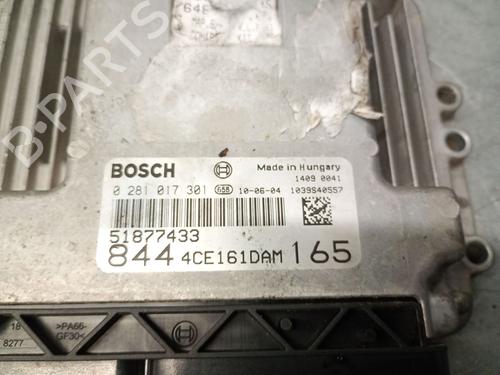 B-PARTS
BOSCH Made in Hungary
1409 0041
0 281 017 301 658 10-06-04 1039S40557
51877433
844 4CE161DAM 165
18 >PA66-
8277 GF30<